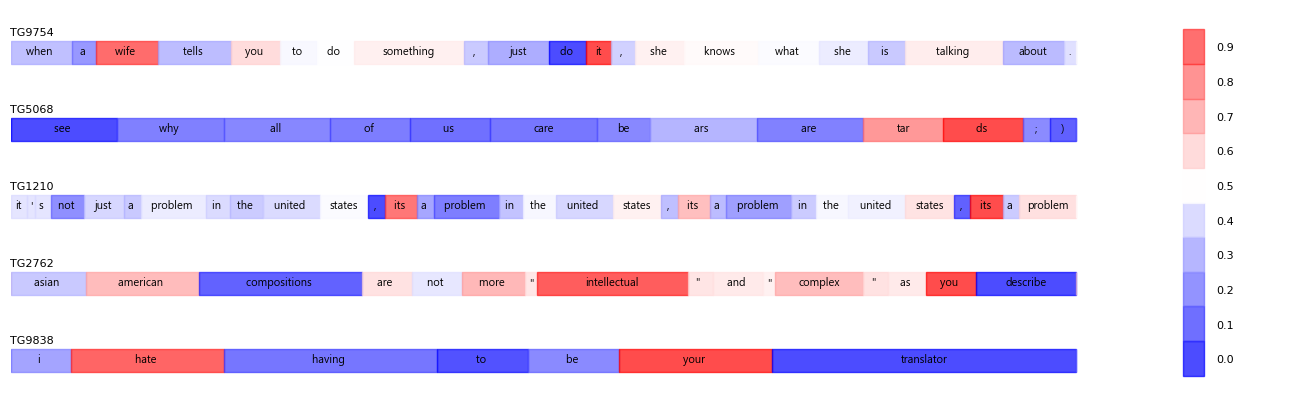 TG9754
when a wife tells you to do something , just do it , she knows what she is talking about .
TG5068
see why all of us care be ars are tar ds ; )
TG1210
it ' s not just a problem in the united states , its a problem in the united states , its a problem in the united states , its a problem
TG2762
asian american compositions are not more " intellectual " and " complex " as you describe
TG9838
i hate having to be your translator
0.9
0.8
0.7
0.6
0.5
0.4
0.3
0.2
0.1
0.0